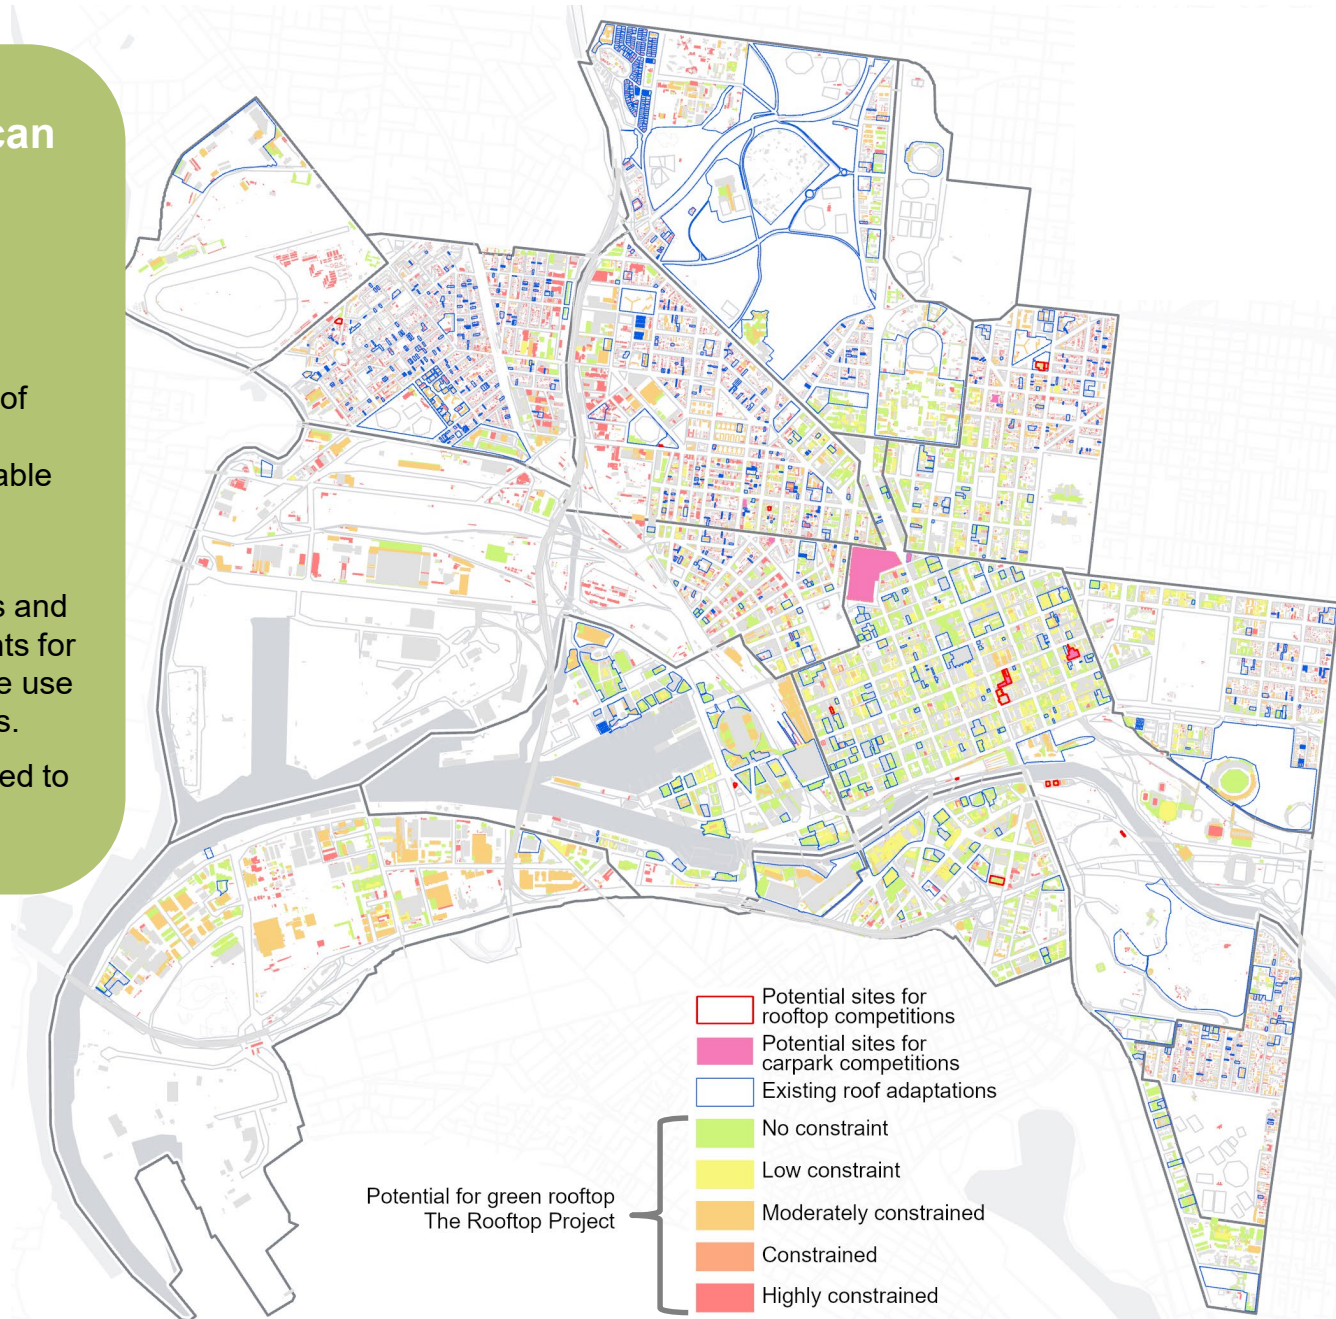 can
of
able
s and
nts for
e use
s.
ed to
Potential sites for
rooftop competitions
Potential sites for
carpark competitions
Existing roof adaptations
No constraint
Low constraint
Moderately constrained
Constrained
Highly constrained
Potential for green rooftop
The Rooftop Project